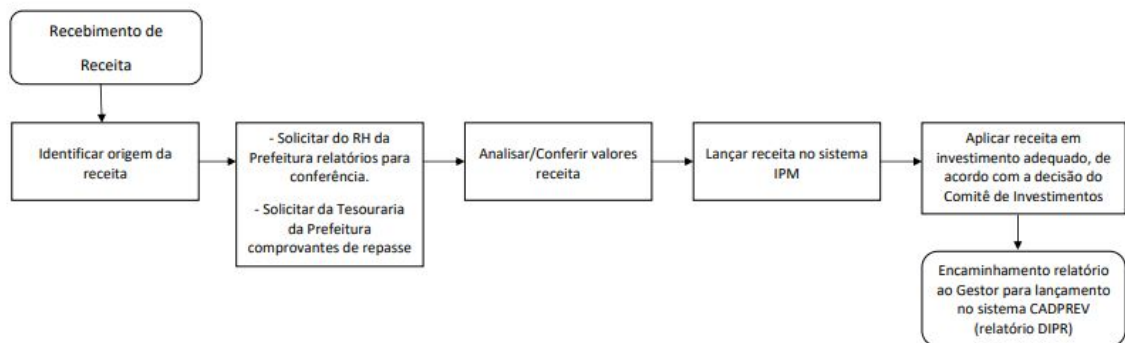 Recebimento de
Receita
Identificar origem da
receita
- Solicitar do RH da
Prefeitura relatórios para
conferência.
- Solicitar da Tesouraria
da Prefeitura
comprovantes de repasse
Analisar/Conferir valores
receita
Lançar receita no sistema
IPM
Aplicar receita em
investimento adequado, de
acordo com a decisão do
Comitê de Investimentos
Encaminhamento relatório
ao Gestor para lançamento
no sistema CADPREV
(relatório DIPR)